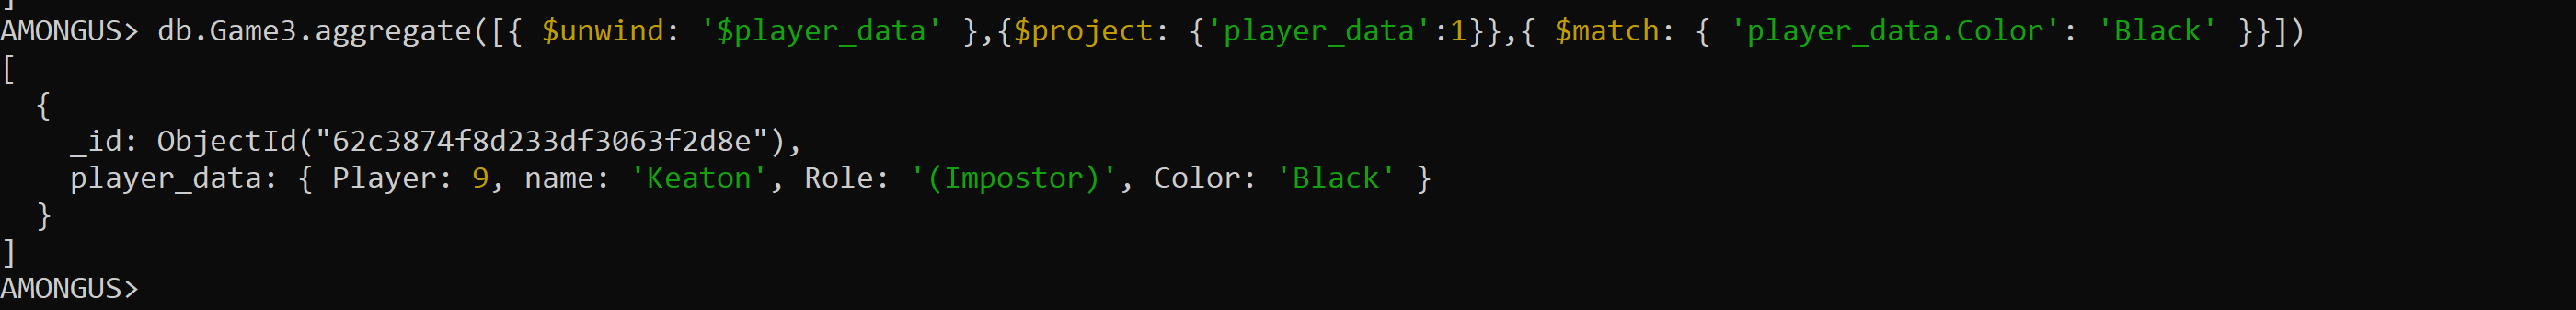 ]
AMONGUS> db.Game3.aggregate([{ $unwind: '$player_data' },{$project: {'player_data':1}},{ $match: { 'player_data.Color': 'Black' }}])
[
  {
    _id: ObjectId("62c3874f8d233df3063f2d8e"),
    player_data: { Player: 9, name: 'Keaton', Role: '(Impostor)', Color: 'Black' }
  }
]
AMONGUS>